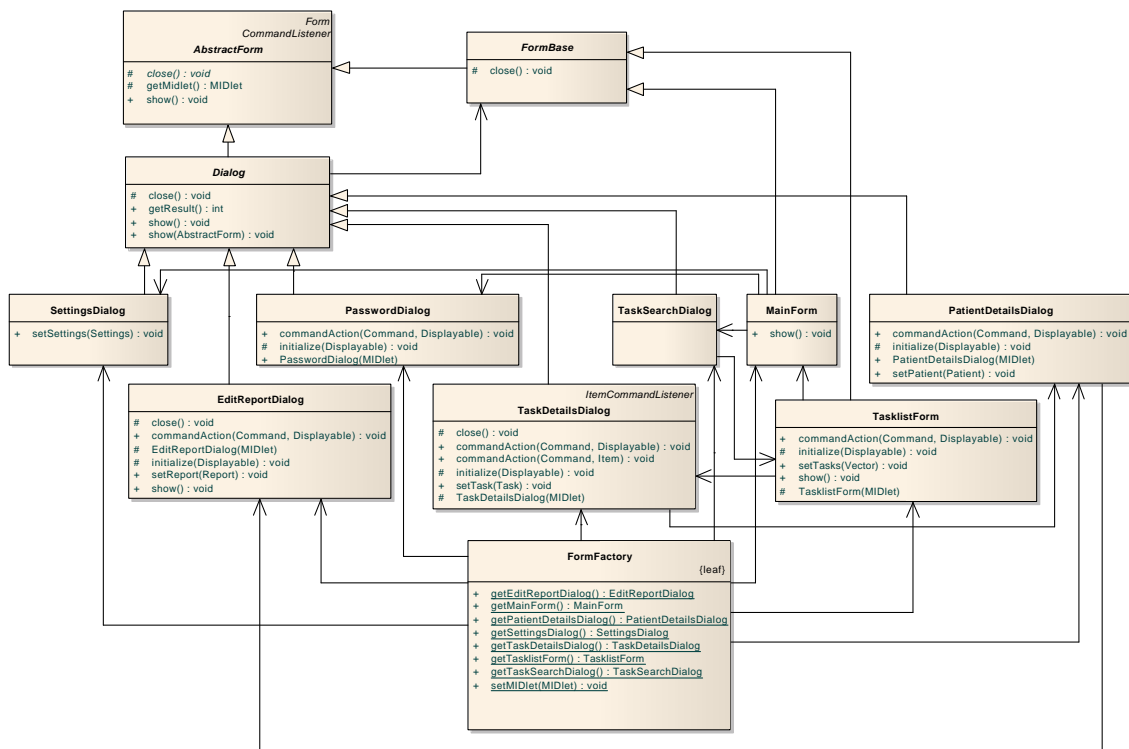 Form
CommandListener
AbstractForm
# close() : void
# getMidlet() : MIDlet
+ show() : void
FormBase
# close() : void
Dialog
# close() : void
+ getResult() : int
+ show() : void
+ show(AbstractForm) : void
SettingsDialog
+ setSettings(Settings) : void
PasswordDialog
+ commandAction(Command, Displayable) : void
# initialize(Displayable) : void
+ PasswordDialog(MIDlet)
TaskSearchDialog
MainForm
+ show() : void
PatientDetailsDialog
+ commandAction(Command, Displayable) : void
# initialize(Displayable) : void
+ PatientDetailsDialog(MIDlet)
+ setPatient(Patient) : void
EditReportDialog
# close() : void
+ commandAction(Command, Displayable) : void
# EditReportDialog(MIDlet)
# initialize(Displayable) : void
+ setReport(Report) : void
+ show() : void
ItemCommandListener
TaskDetailsDialog
# close() : void
+ commandAction(Command, Displayable) : void
+ commandAction(Command, Item) : void
# initialize(Displayable) : void
+ setTask(Task) : void
# TaskDetailsDialog(MIDlet)
TasklistForm
+ commandAction(Command, Displayable) : void
# initialize(Displayable) : void
+ setTasks(Vector) : void
+ show() : void
# TasklistForm(MIDlet)
FormFactory
{leaf}
+ getEditReportDialog() : EditReportDialog
+ getMainForm() : MainForm
+ getPatientDetailsDialog() : PatientDetailsDialog
+ getSettingsDialog() : SettingsDialog
+ getTaskDetailsDialog() : TaskDetailsDialog
+ getTasklistForm() : TasklistForm
+ getTaskSearchDialog() : TaskSearchDialog
+ setMIDlet(MIDlet) : void